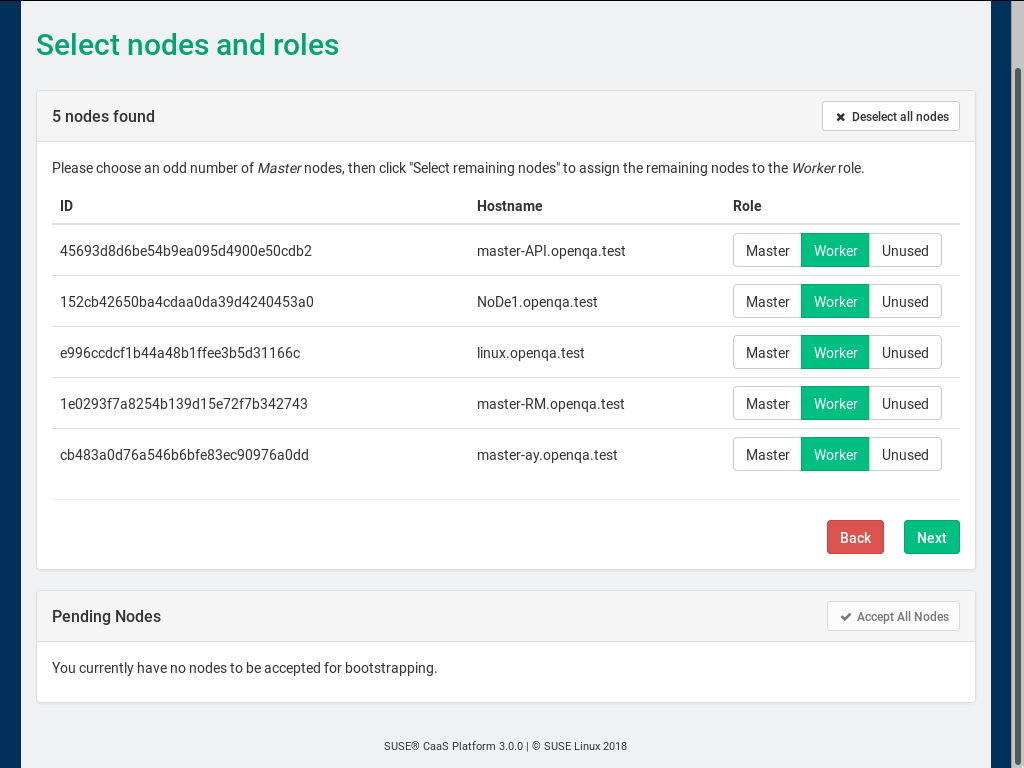 Select nodes and roles
5 nodes found
Deselect all nodes
Please choose an odd number of Master nodes, then click "Select remaining nodes" to assign the remaining nodes to the Worker role.
ID Hostname Role
45693d8d6be54b9ea095d4900e50cdb2 master-API.openqa.test Master Worker Unused
152cb42650ba4cdaa0da39d4240453a0 NoDe1.openqa.test Master Worker Unused
e996ccdcf1b44a48b1ffee3b5d31166c linux.openqa.test Master Worker Unused
1e0293f7a8254b139d15e72f7b342743 master-RM.openqa.test Master Worker Unused
cb483a0d76a546b6bfe83ec90976a0dd master-ay.openqa.test Master Worker Unused
Back Next
Pending Nodes
Accept All Nodes
You currently have no nodes to be accepted for bootstrapping.
SUSE® CaaS Platform 3.0.0 | © SUSE Linux 2018